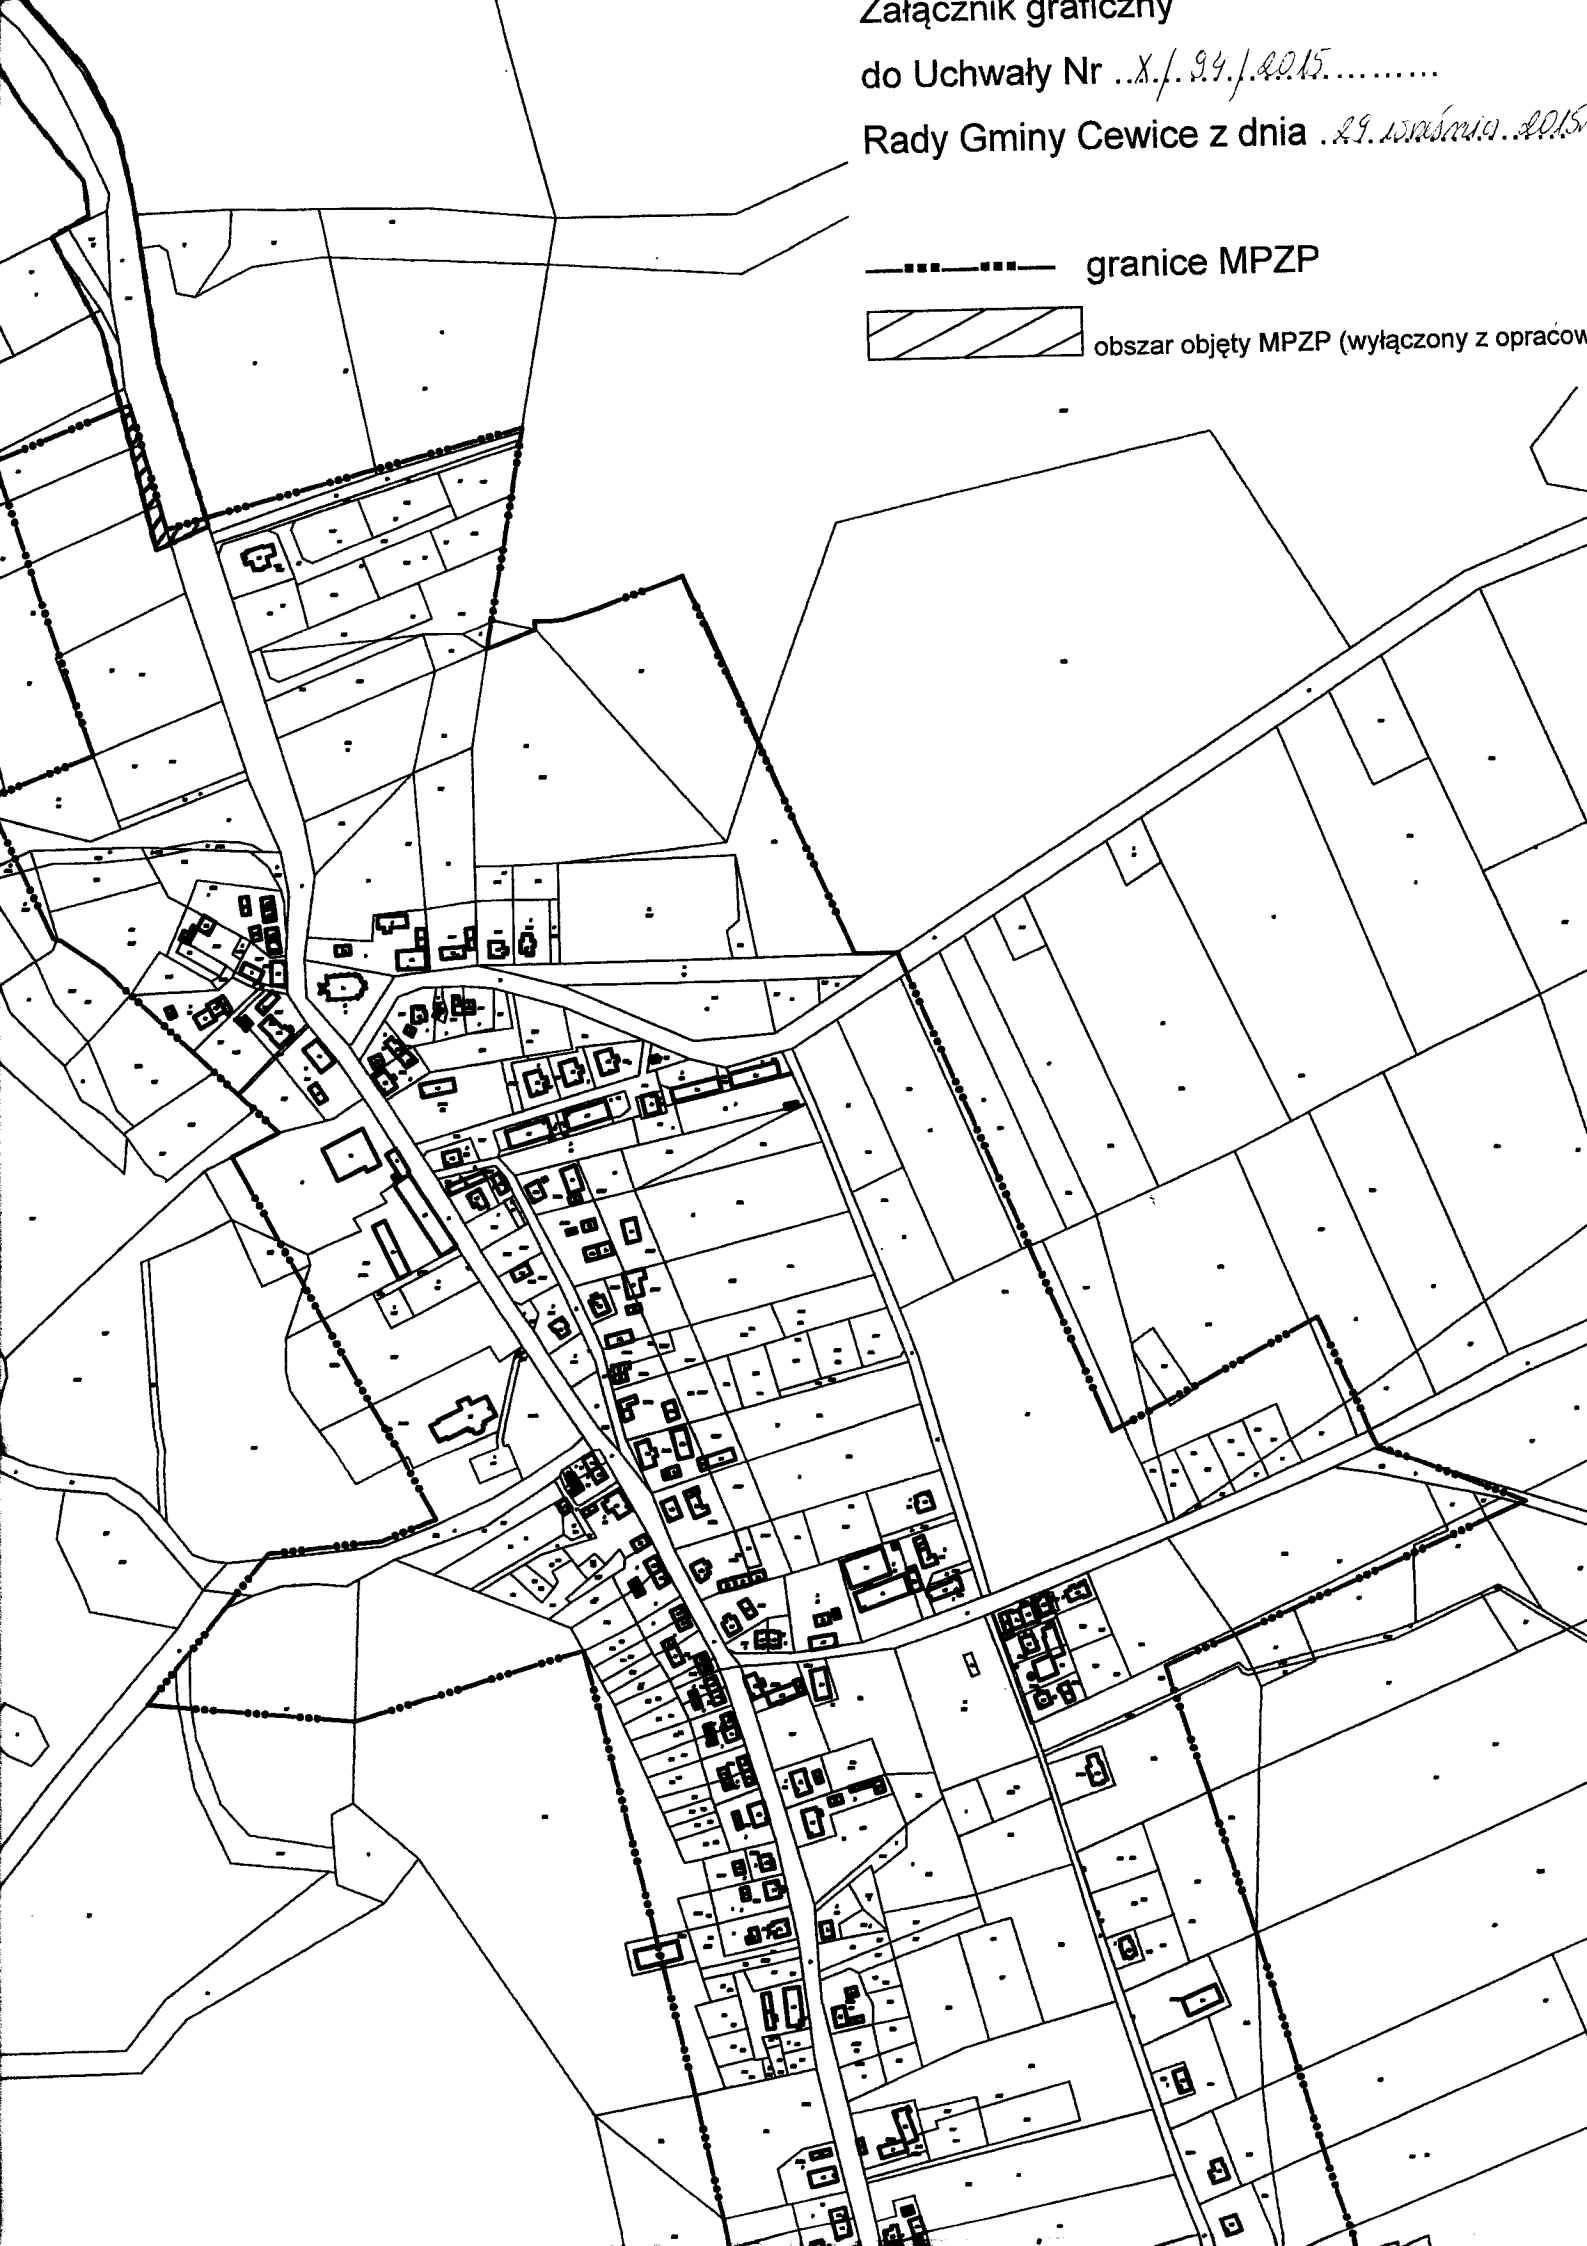 Załącznik graficzny
do Uchwały Nr ..X./.94./.2015...........
Rady Gminy Cewice z dnia .29.września..2015r
granice MPZP
obszar objęty MPZP (wyłączony z opracow